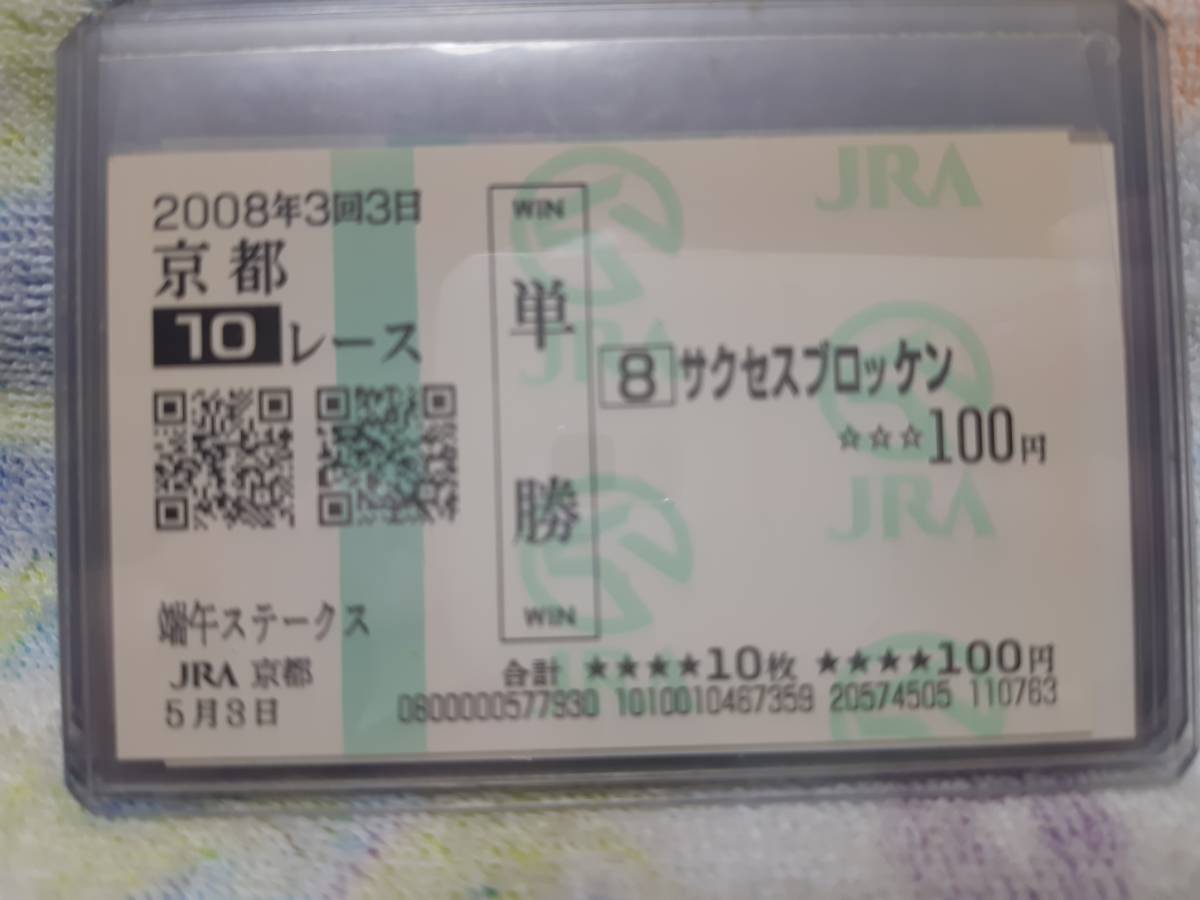 2008年3回3日
京都
10レース
端午ステークス
JRA 京都
5月3日
WIN
単勝
WIN
8 サクセスブロッケン
☆☆☆100円
合計 ★★★★10枚 ★★★★100円
0800000577930 1010010467359 20574505 110763
JRA
JRA
JRA
JRA